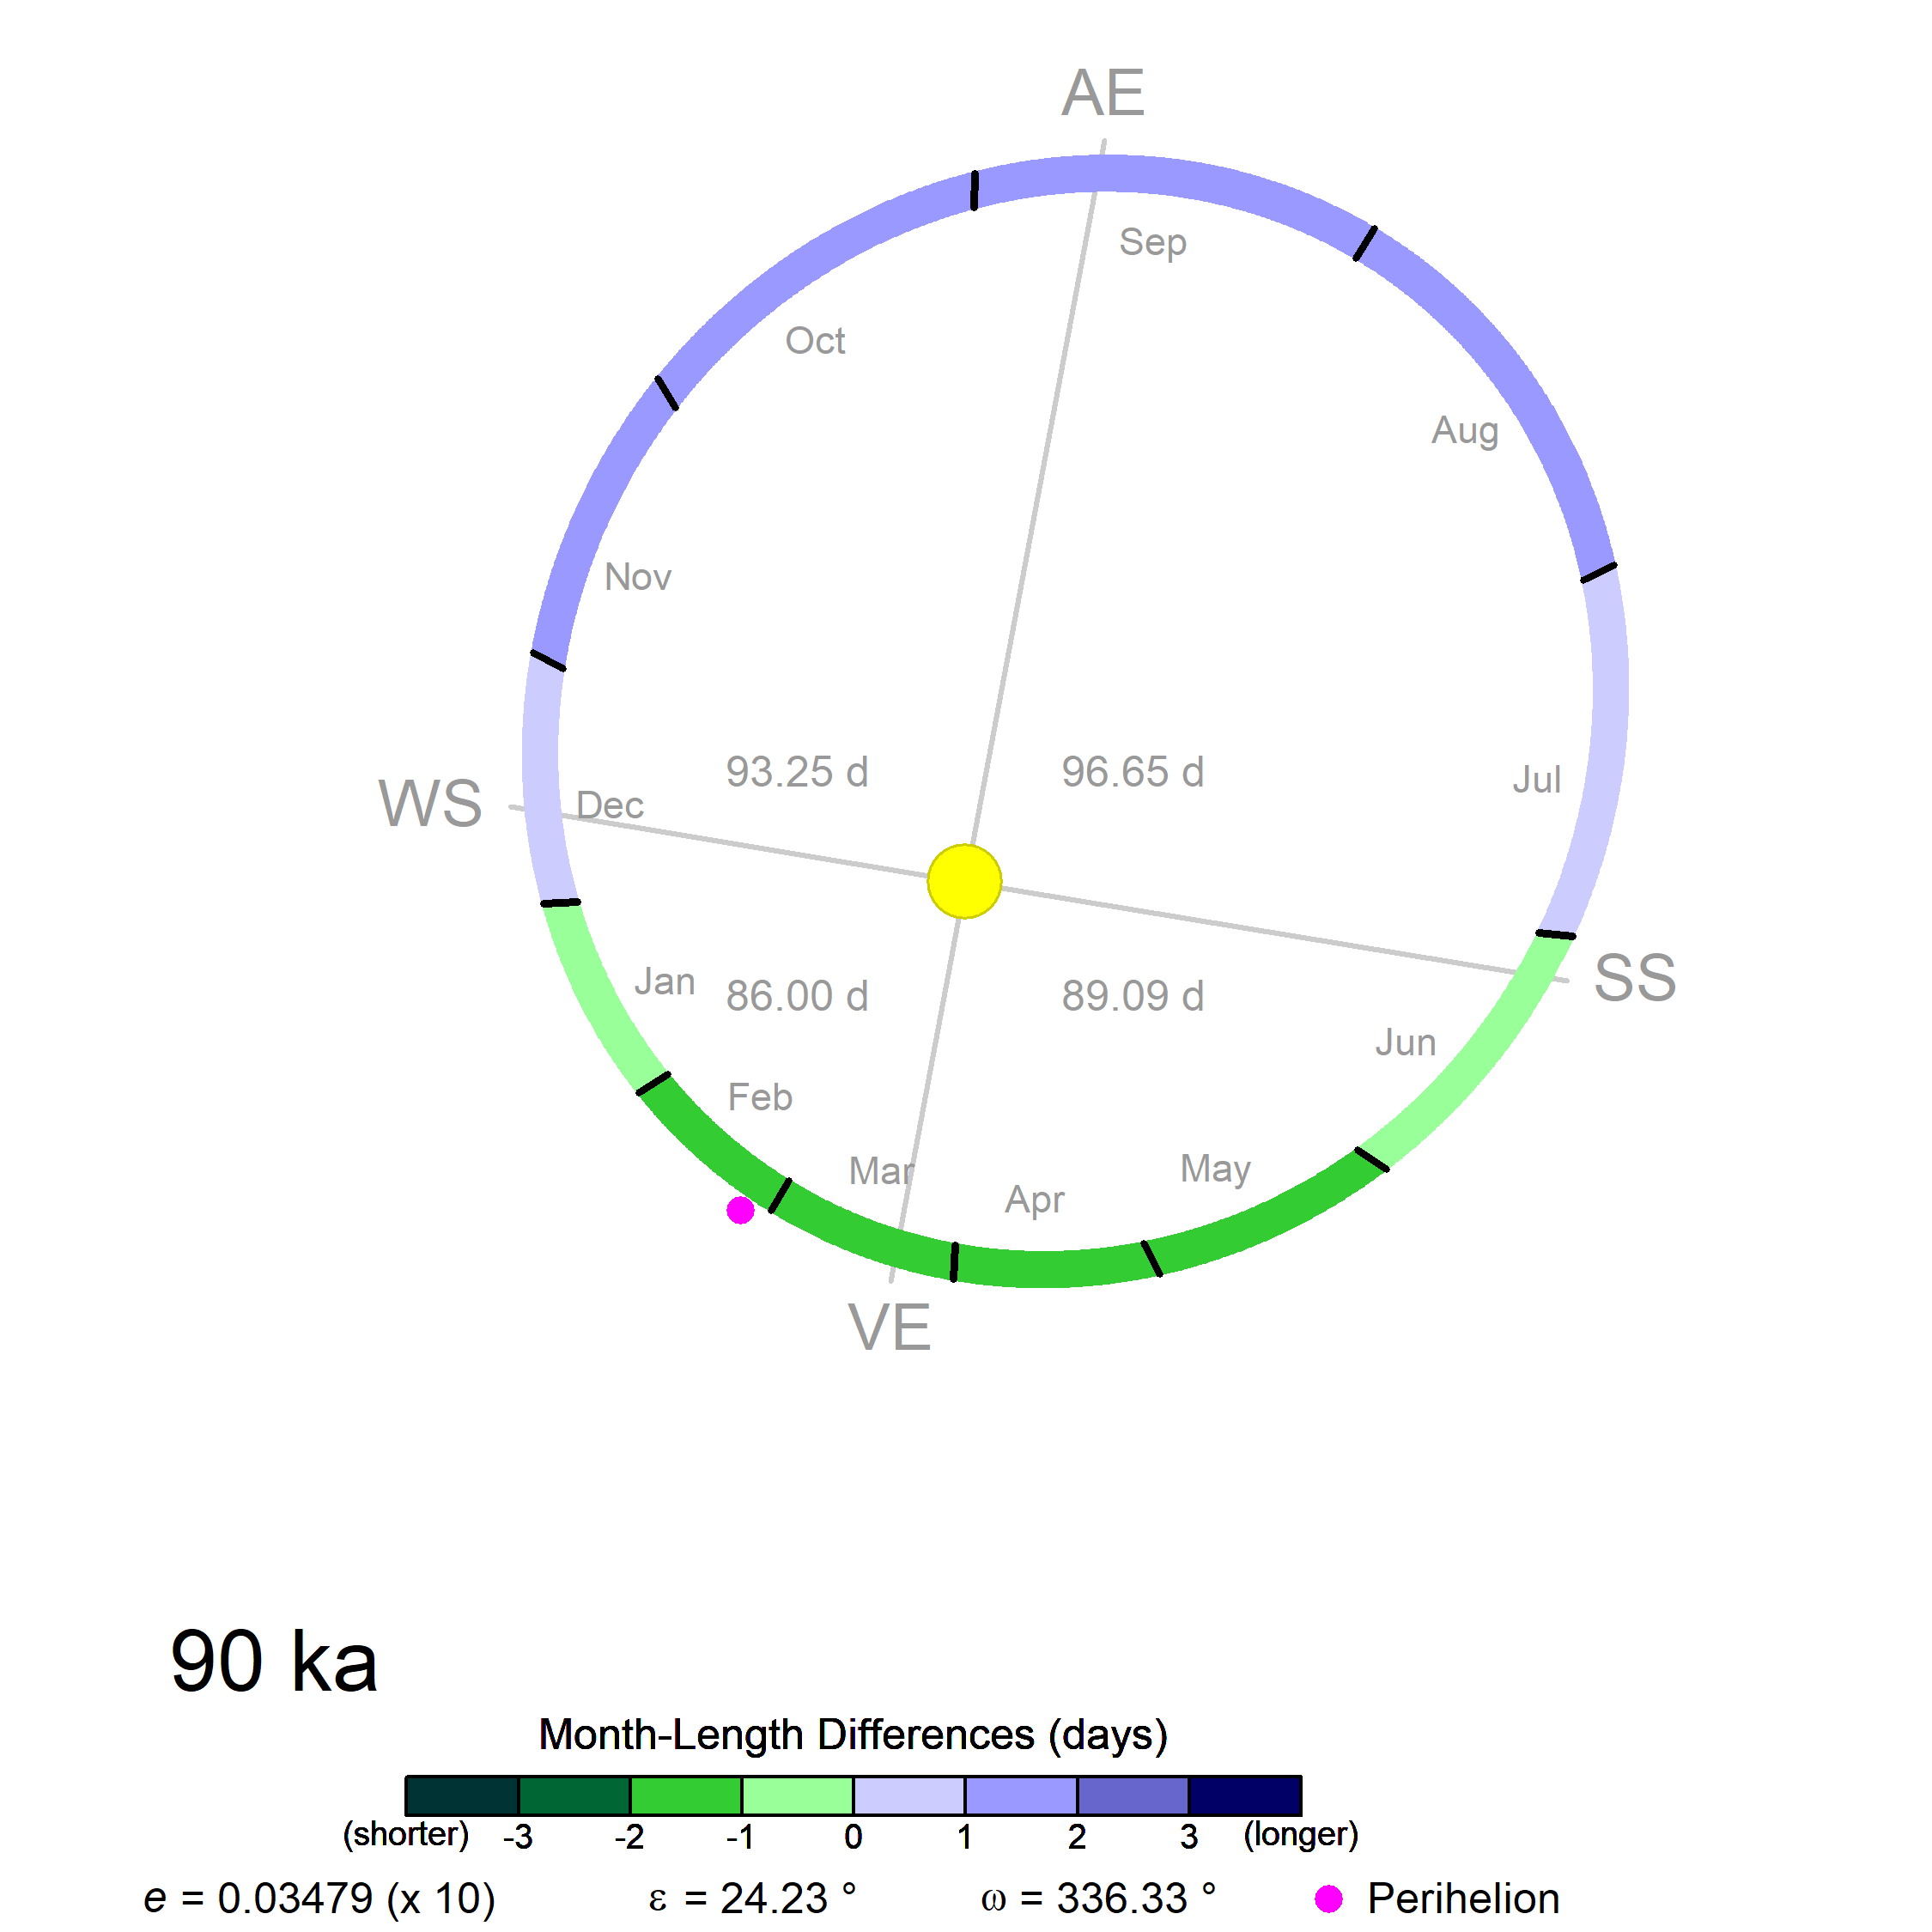 AE
Sep
Oct
Aug
Nov
93.25 d
96.65 d
Jul
WS
Dec
Jan
86.00 d
89.09 d
SS
Jun
Feb
Mar
May
Apr
VE
90 ka
Month-Length Differences (days)
(shorter) -3 -2 -1 0 1 2 3 (longer)
e = 0.03479 (x 10) ε = 24.23 ° ω = 336.33 ° Perihelion